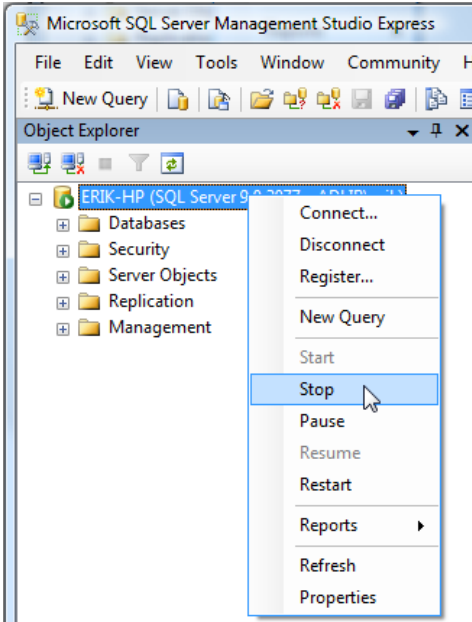 Microsoft SQL Server Management Studio Express
File Edit View Tools Window Community
New Query
Object Explorer
ERIK-HP (SQL Server 9.0.3077
Databases
Security
Server Objects
Replication
Management
Connect...
Disconnect
Register...
New Query
Start
Stop
Pause
Resume
Restart
Reports
Refresh
Properties